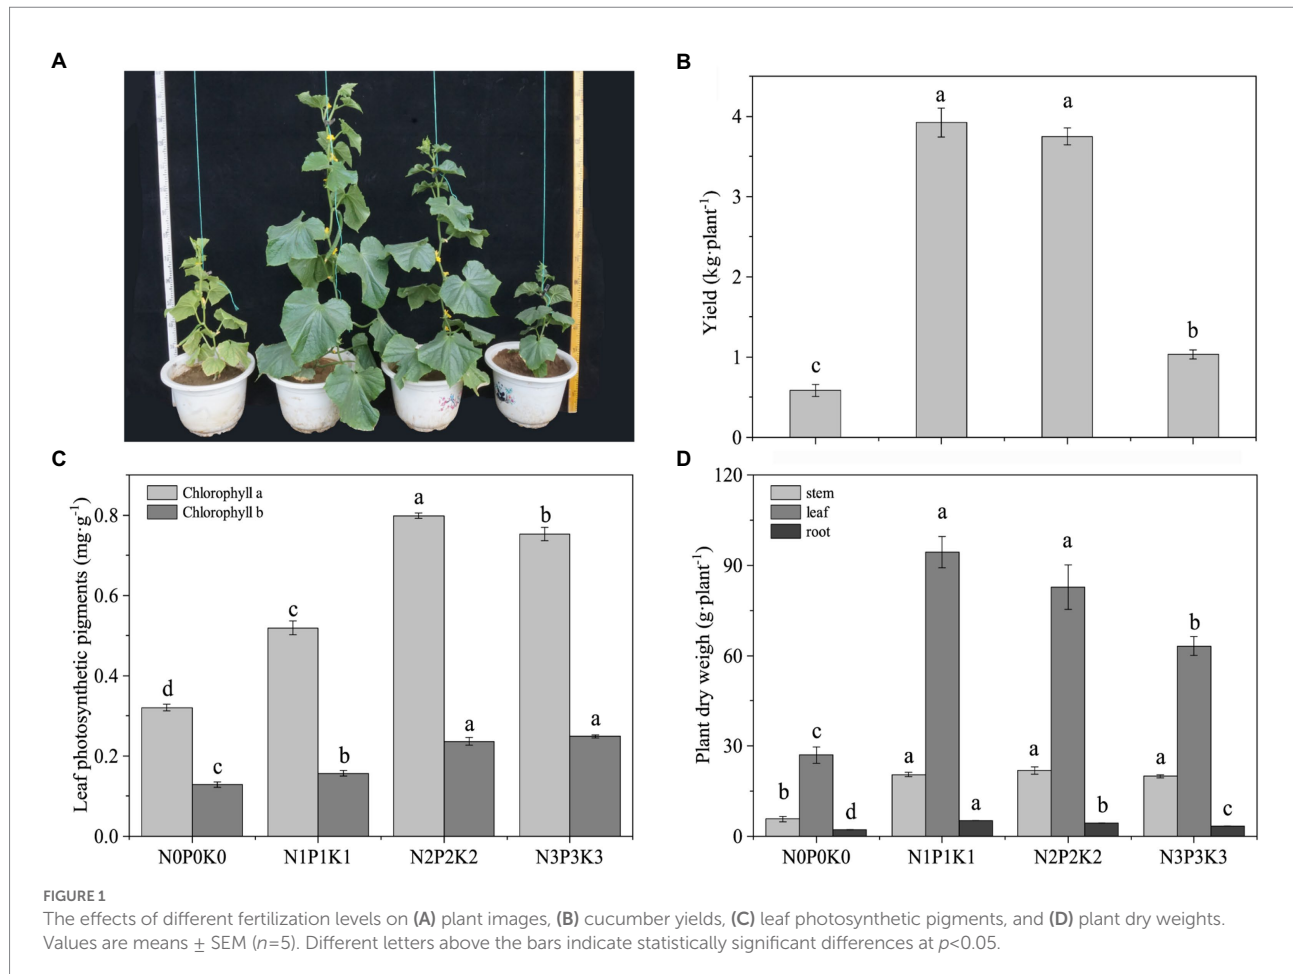 A
B
Yield (kg·plant-1)
4
3
2
1
0
a
a
b
c
C
Leaf photosynthetic pigments (mg·g-1)
Chlorophyll a
Chlorophyll b
0.8
0.6
0.4
0.2
0.0
d
c
c
b
a
a
b
a
N0P0K0
N1P1K1
N2P2K2
N3P3K3
D
Plant dry weigh (g·plant-1)
stem
leaf
root
120
90
60
30
0
b
c
d
a
a
a
a
a
b
a
b
c
N0P0K0
N1P1K1
N2P2K2
N3P3K3
FIGURE 1
The effects of different fertilization levels on (A) plant images, (B) cucumber yields, (C) leaf photosynthetic pigments, and (D) plant dry weights.
Values are means ± SEM (n=5). Different letters above the bars indicate statistically significant differences at p<0.05.